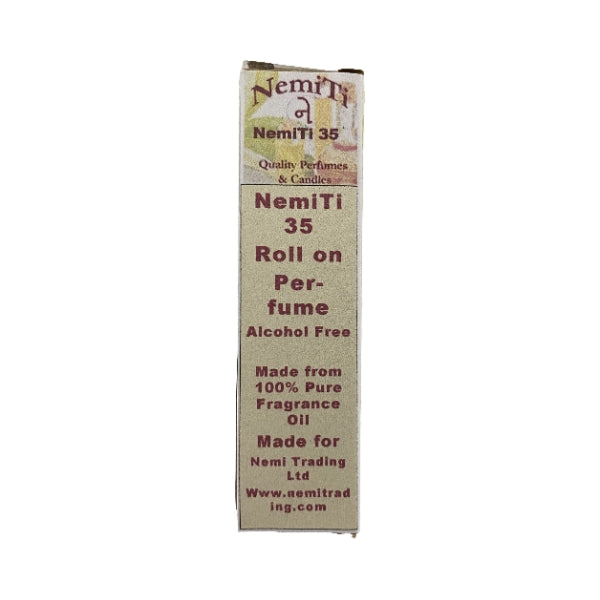 NemiTi
ને
NemiTi 35
Quality Perfumes
& Candles
NemiTi
35
Roll on
Per-
fume
Alcohol Free
Made from
100% Pure
Fragrance
Oil
Made for
Nemi Trading
Ltd
Www.nemitrad
ing.com